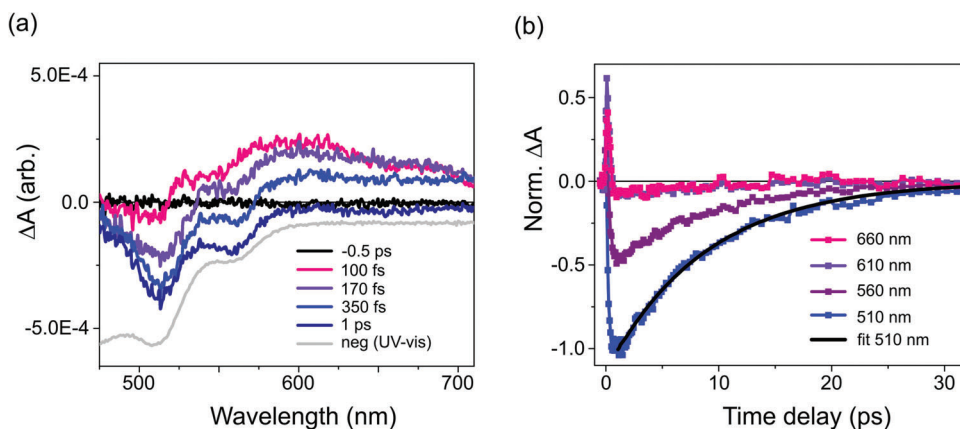 (a)
5.0E-4
0.0
-5.0E-4
ΔA (arb.)
-0.5 ps
100 fs
170 fs
350 fs
1 ps
neg (UV-vis)
500
550
600
650
700
Wavelength (nm)
(b)
0.5
0.0
-0.5
-1.0
Norm. ΔA
660 nm
610 nm
560 nm
510 nm
fit 510 nm
0
10
20
30
Time delay (ps)